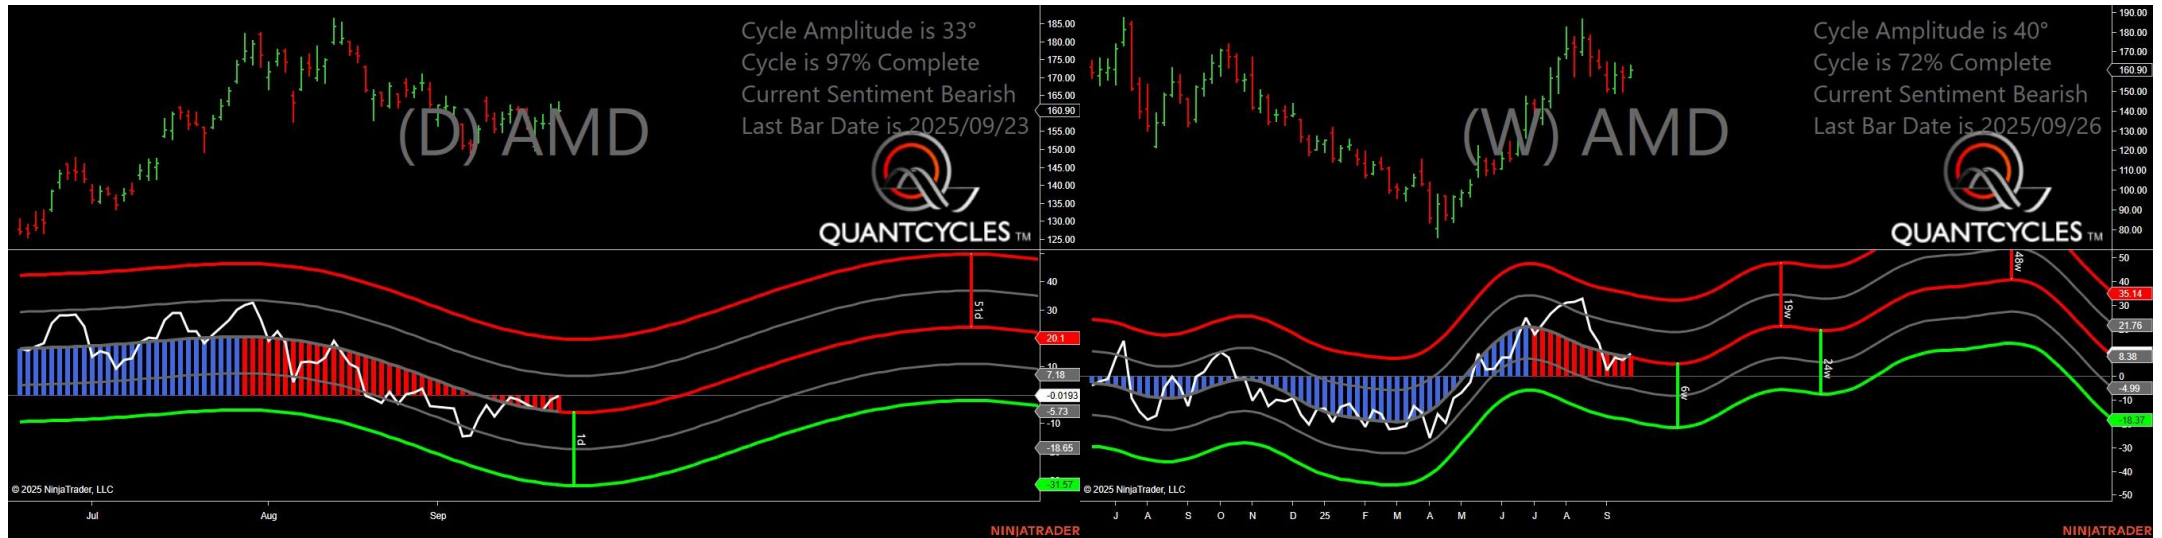 Cycle Amplitude is 33°
Cycle is 97% Complete
Current Sentiment Bearish
Last Bar Date is 2025/09/23
(D) AMD
QUANTCYCLES TM
185.00
180.00
175.00
170.00
165.00
160.90
155.00
150.00
145.00
140.00
135.00
130.00
125.00
40
30
20.1
10
7.18
0
-0.0193
-5.73
-10
-18.65
-31.57
51d
1d
© 2025 NinjaTrader, LLC
Jul
Aug
Sep
NINJATRADER
Cycle Amplitude is 40°
Cycle is 72% Complete
Current Sentiment Bearish
Last Bar Date is 2025/09/26
(W) AMD
QUANTCYCLES TM
190.00
180.00
170.00
160.90
150.00
140.00
130.00
120.00
110.00
100.00
90.00
80.00
50
40
35.14
30
21.76
8.38
0
-4.99
-10
-18.37
-30
-40
-50
48w
19w
24w
6w
© 2025 NinjaTrader, LLC
J A S O N D 25 F M A M J J A S
NINJATRADER